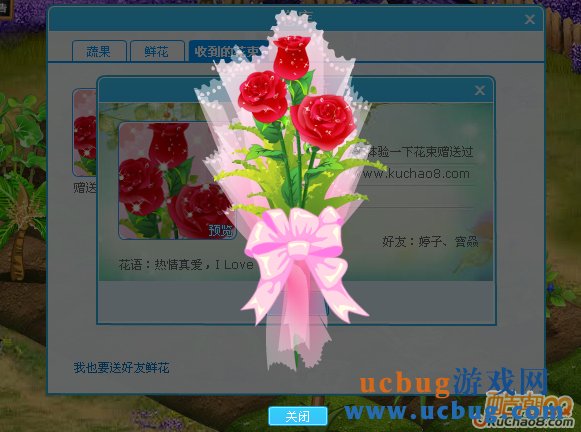 蔬果 鲜花 收到的花束
体验一下花束赠送过
www.kuchao8.com
赠送
预览
好友：婷子、寳
花语：热情真爱，I Love
我也要送好友鲜花
ucbug游戏网
www.ucbug.com
关闭
KuChao8.Com